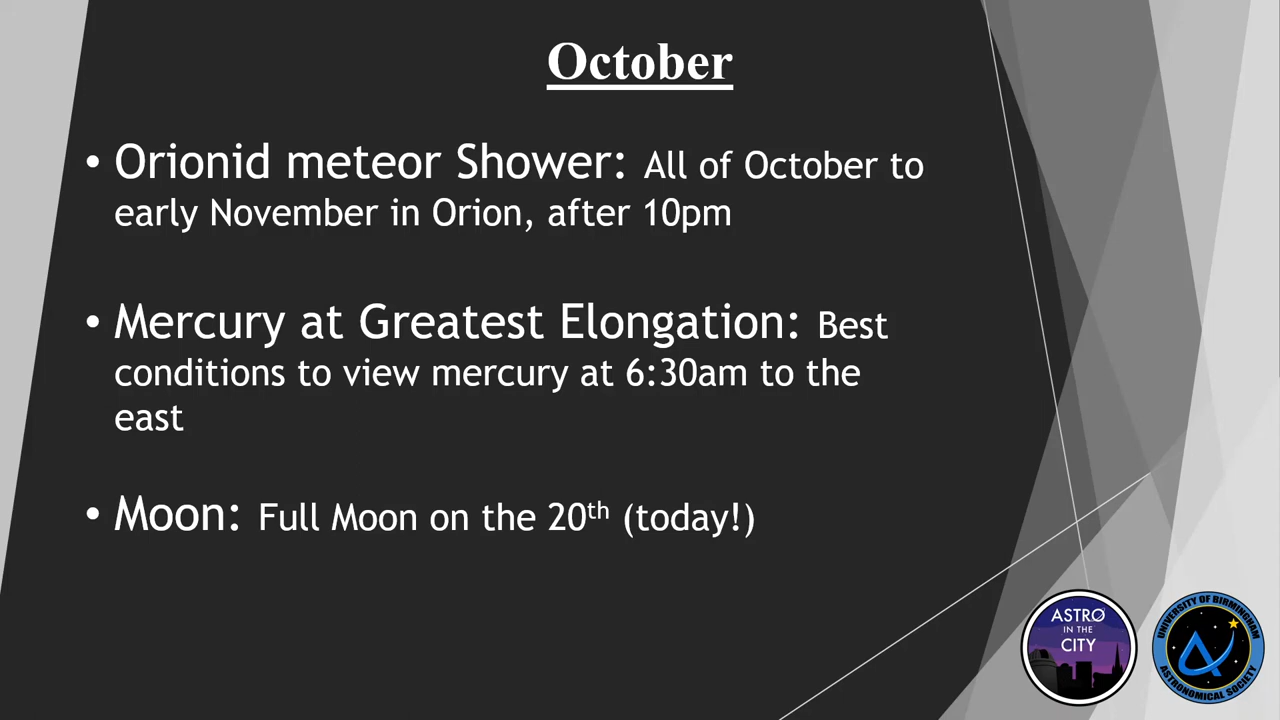 October
• Orionid meteor Shower: All of October to
early November in Orion, after 10pm
• Mercury at Greatest Elongation: Best
conditions to view mercury at 6:30am to the
east
• Moon: Full Moon on the 20th (today!)
ASTRO
IN THE
CITY
UNIVERSITY OF BIRMINGHAM
ASTRONOMICAL SOCIETY